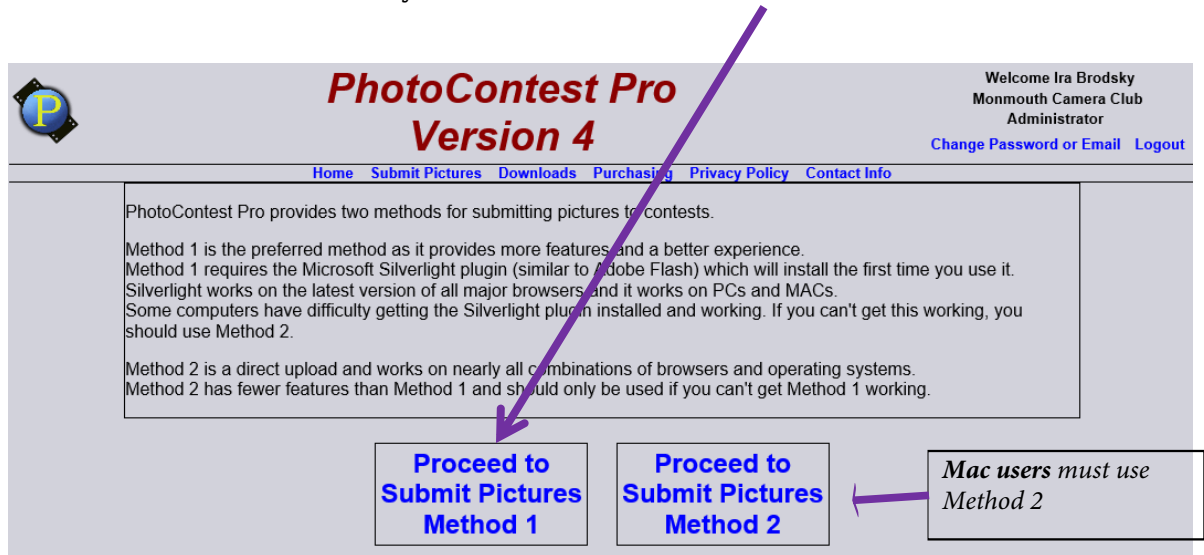 PhotoContest Pro
Version 4
Welcome Ira Brodsky
Monmouth Camera Club
Administrator
Change Password or Email Logout
P
Home Submit Pictures Downloads Purchasing Privacy Policy Contact Info
PhotoContest Pro provides two methods for submitting pictures to contests.
Method 1 is the preferred method as it provides more features and a better experience.
Method 1 requires the Microsoft Silverlight plugin (similar to Adobe Flash) which will install the first time you use it.
Silverlight works on the latest version of all major browsers and it works on PCs and MACs.
Some computers have difficulty getting the Silverlight plugin installed and working. If you can't get this working, you
should use Method 2.
Method 2 is a direct upload and works on nearly all combinations of browsers and operating systems.
Method 2 has fewer features than Method 1 and should only be used if you can't get Method 1 working.
Proceed to
Submit Pictures
Method 1
Proceed to
Submit Pictures
Method 2
Mac users must use
Method 2